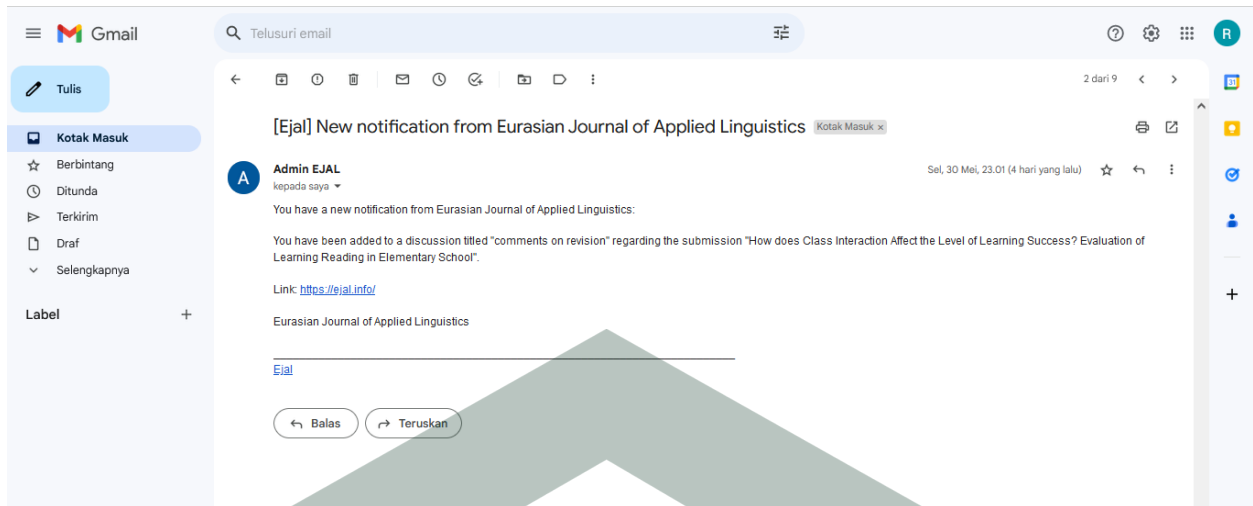 Gmail
Telusuri email
R
Tulis
2 dari 9
31
Kotak Masuk
Berbintang
Ditunda
Terkirim
Draf
Selengkapnya
Label
[Ejal] New notification from Eurasian Journal of Applied Linguistics Kotak Masuk ×
A
Admin EJAL
Sel, 30 Mei, 23.01 (4 hari yang lalu)
kepada saya
You have a new notification from Eurasian Journal of Applied Linguistics:
You have been added to a discussion titled "comments on revision" regarding the submission "How does Class Interaction Affect the Level of Learning Success? Evaluation of
Learning Reading in Elementary School".
Link: https://ejal.info/
Eurasian Journal of Applied Linguistics
Ejal
Balas
Teruskan